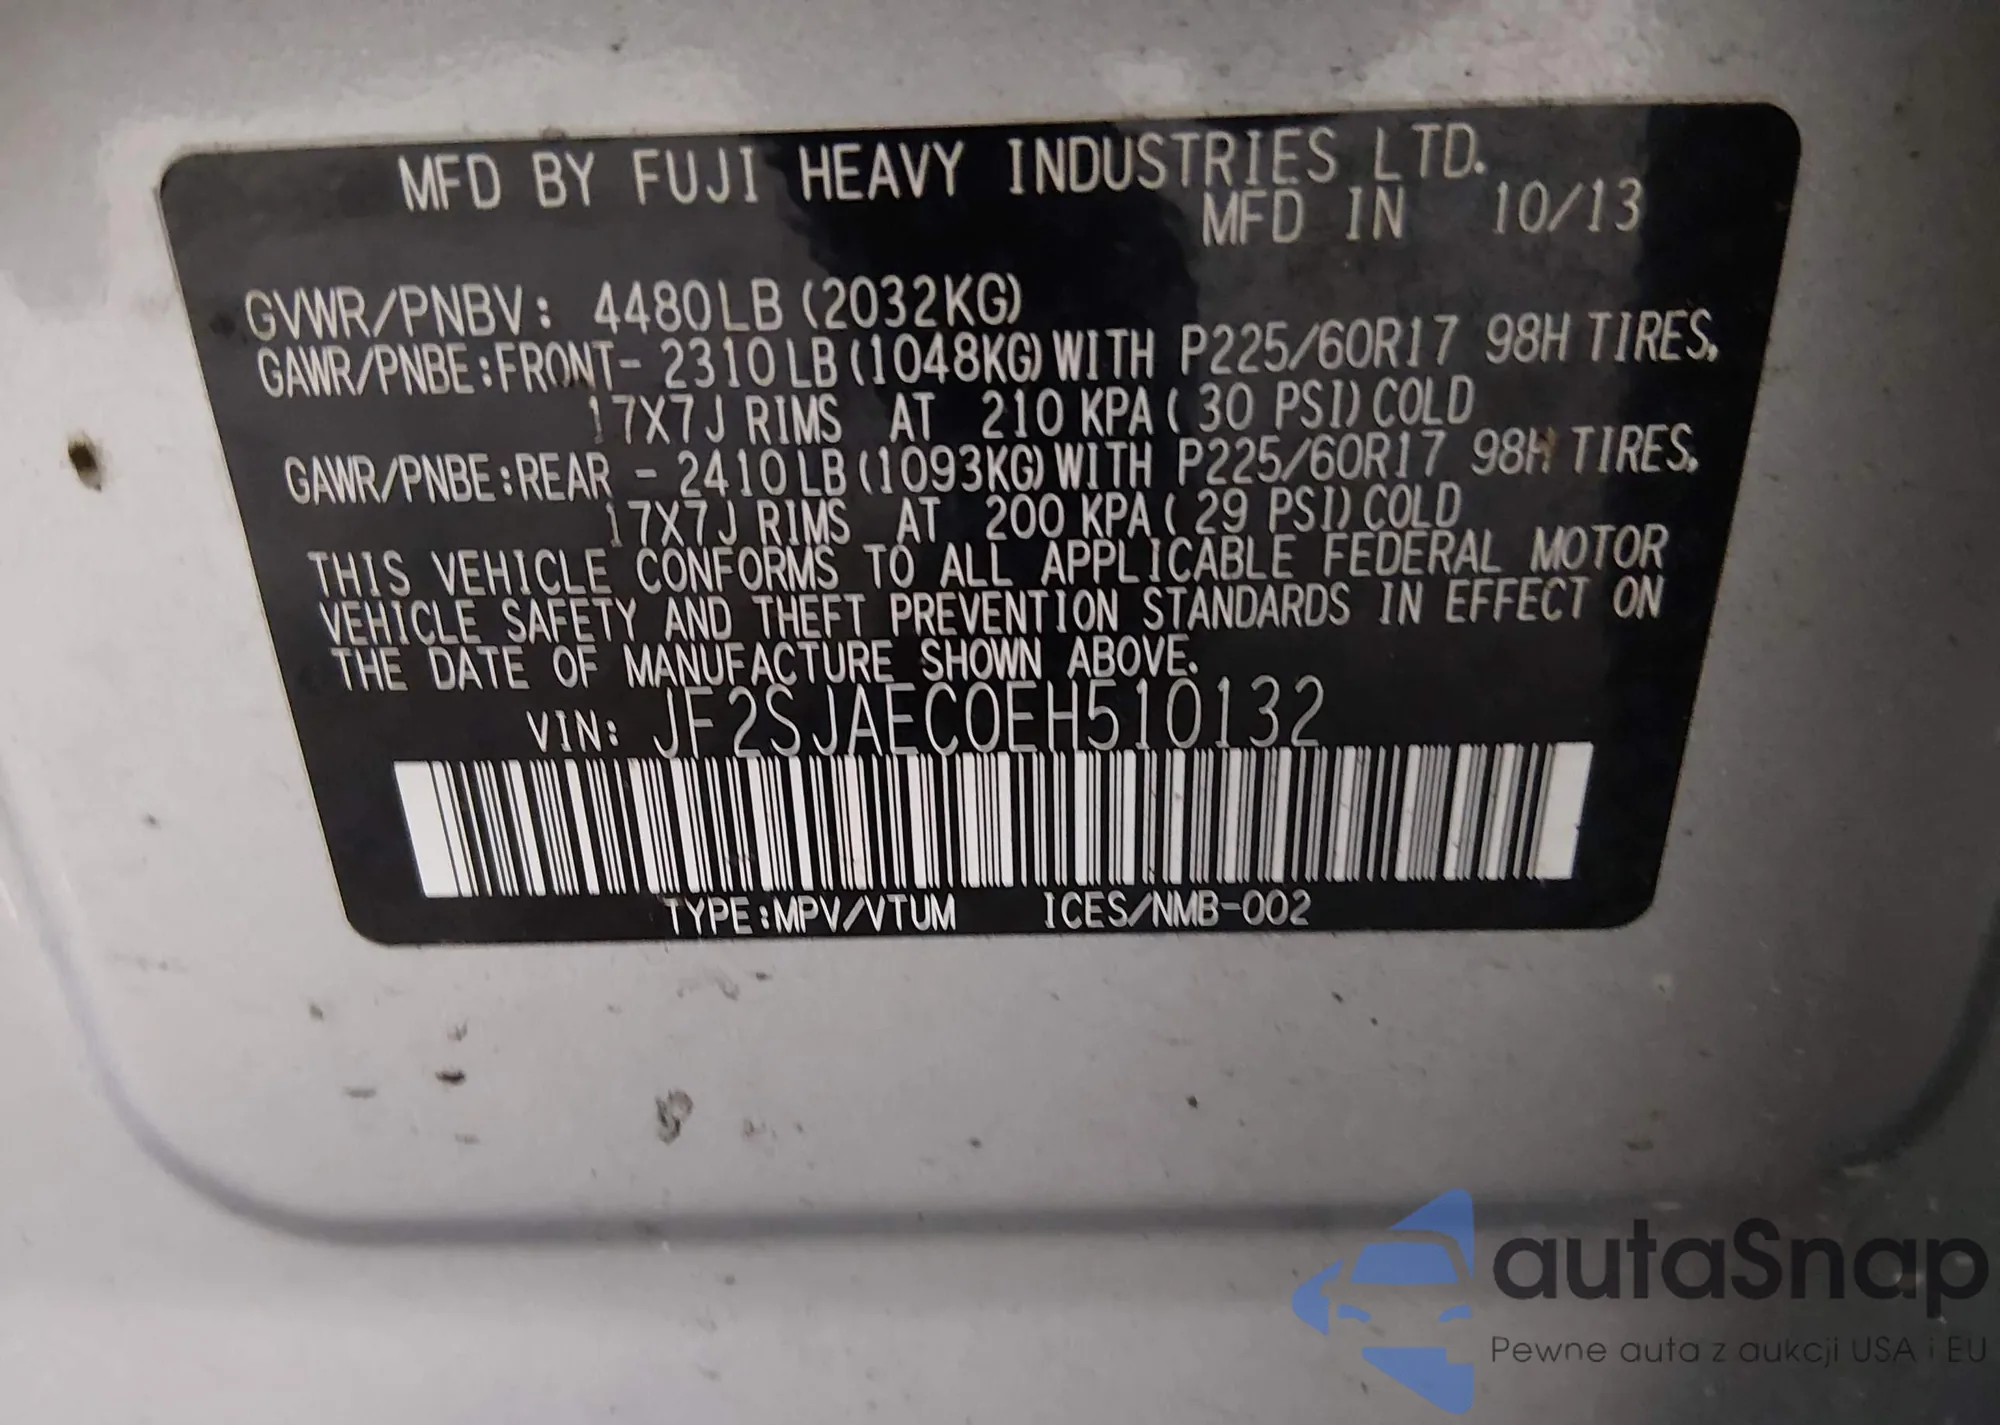 MFD BY FUJI HEAVY INDUSTRIES LTD.
MFD IN 10/13
GVWR/PNBV: 4480LB (2032KG)
GAWR/PNBE:FRONT- 2310LB(1048KG)WITH P225/60R17 98H TIRES,
17X7J RIMS AT 210 KPA( 30 PSI)COLD
GAWR/PNBE:REAR - 2410LB(1093KG)WITH P225/60R17 98H TIRES,
17X7J RIMS AT 200 KPA( 29 PSI)COLD
THIS VEHICLE CONFORMS TO ALL APPLICABLE FEDERAL MOTOR
VEHICLE SAFETY AND THEFT PREVENTION STANDARDS IN EFFECT ON
THE DATE OF MANUFACTURE SHOWN ABOVE.
VIN: JF2SJAEC0EH510132
TYPE:MPV/VTUM ICES/NMB-002
autaSnap
Pewne auta z aukcji USA i EU